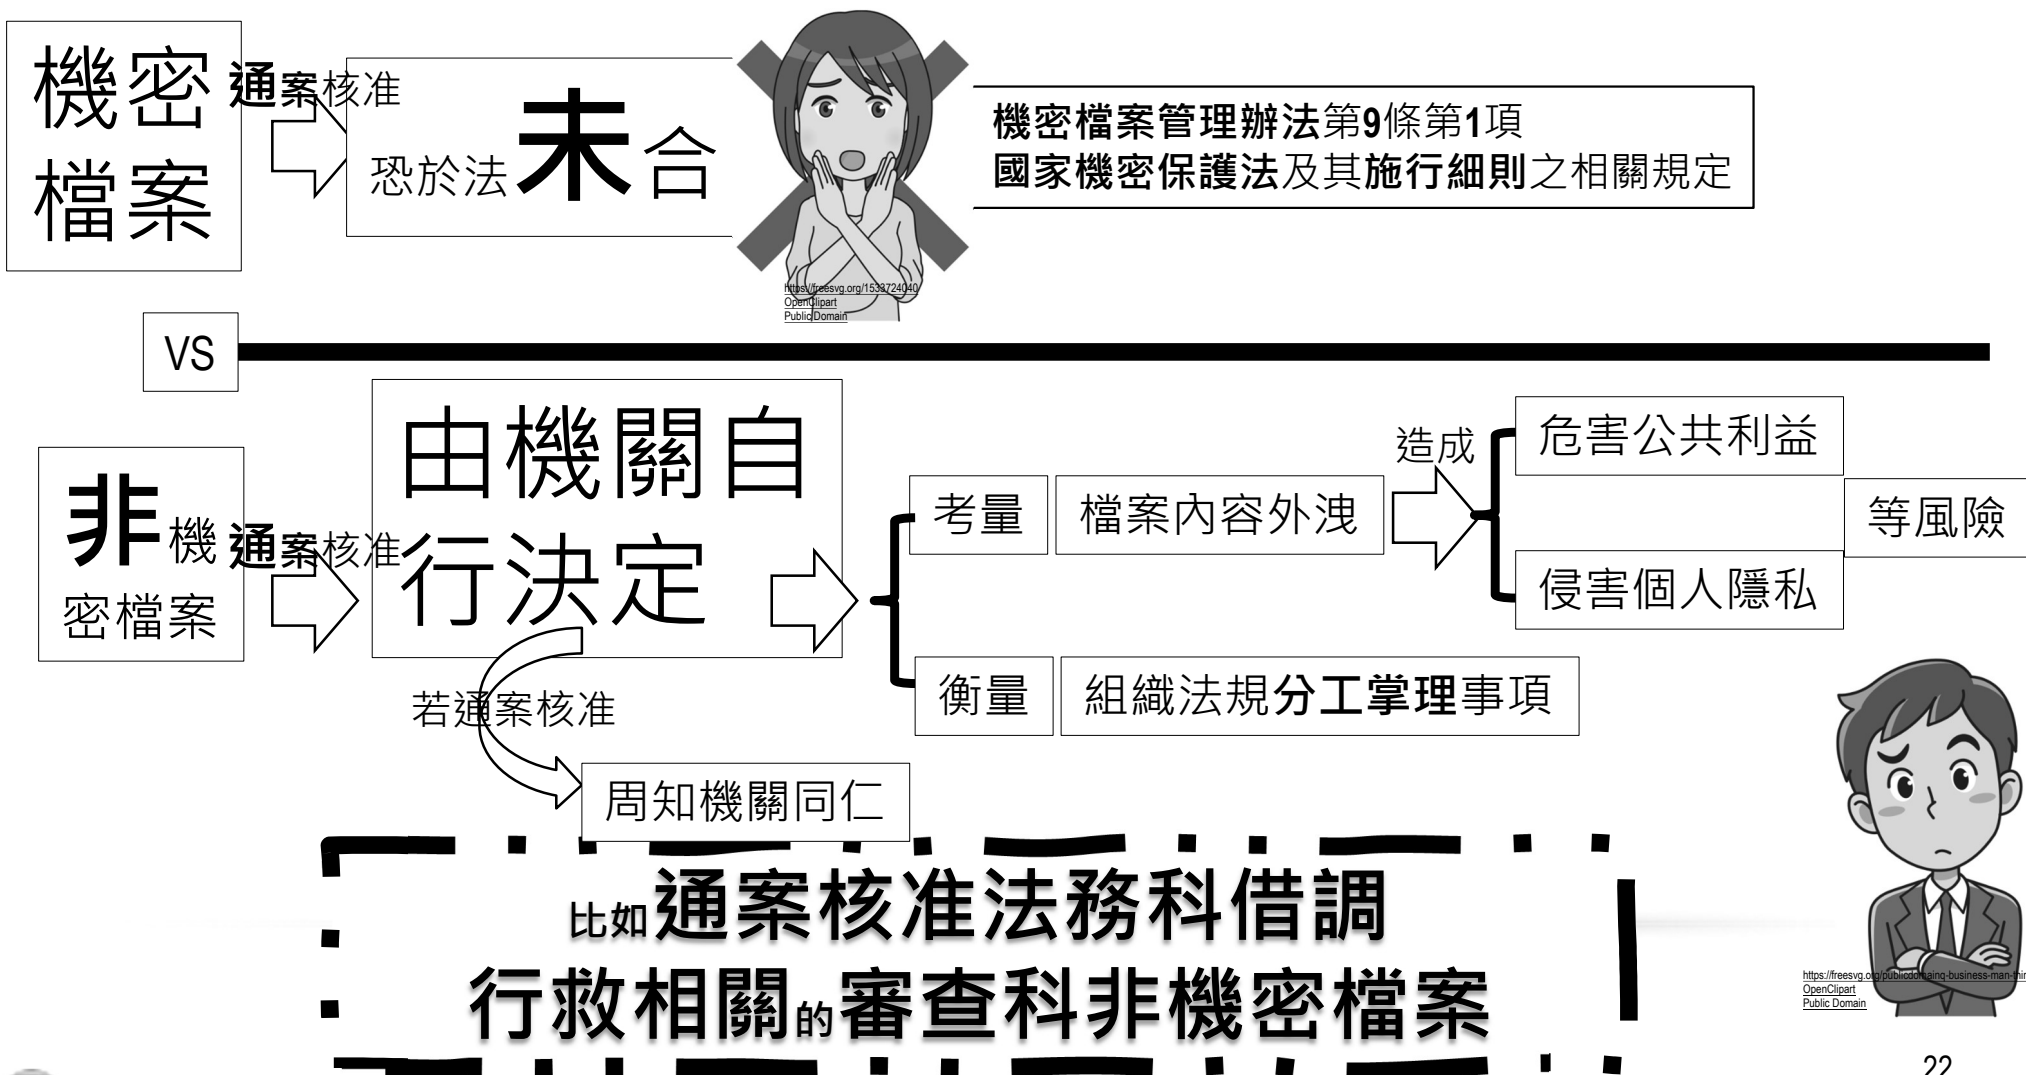 機密
檔案
通案核准
恐於法未合
機密檔案管理辦法第9條第1項
國家機密保護法及其施行細則之相關規定
https://freesvg.org/1533724040
OpenClipart
Public Domain
VS
非機
密檔案
通案核准
由機關自
行決定
考量
檔案內容外洩
造成
危害公共利益
侵害個人隱私
等風險
衡量
組織法規分工掌理事項
若通案核准
周知機關同仁
比如通案核准法務科借調
行救相關的審查科非機密檔案
https://freesvg.org/publicdomainq-business-man-thin
OpenClipart
Public Domain
22